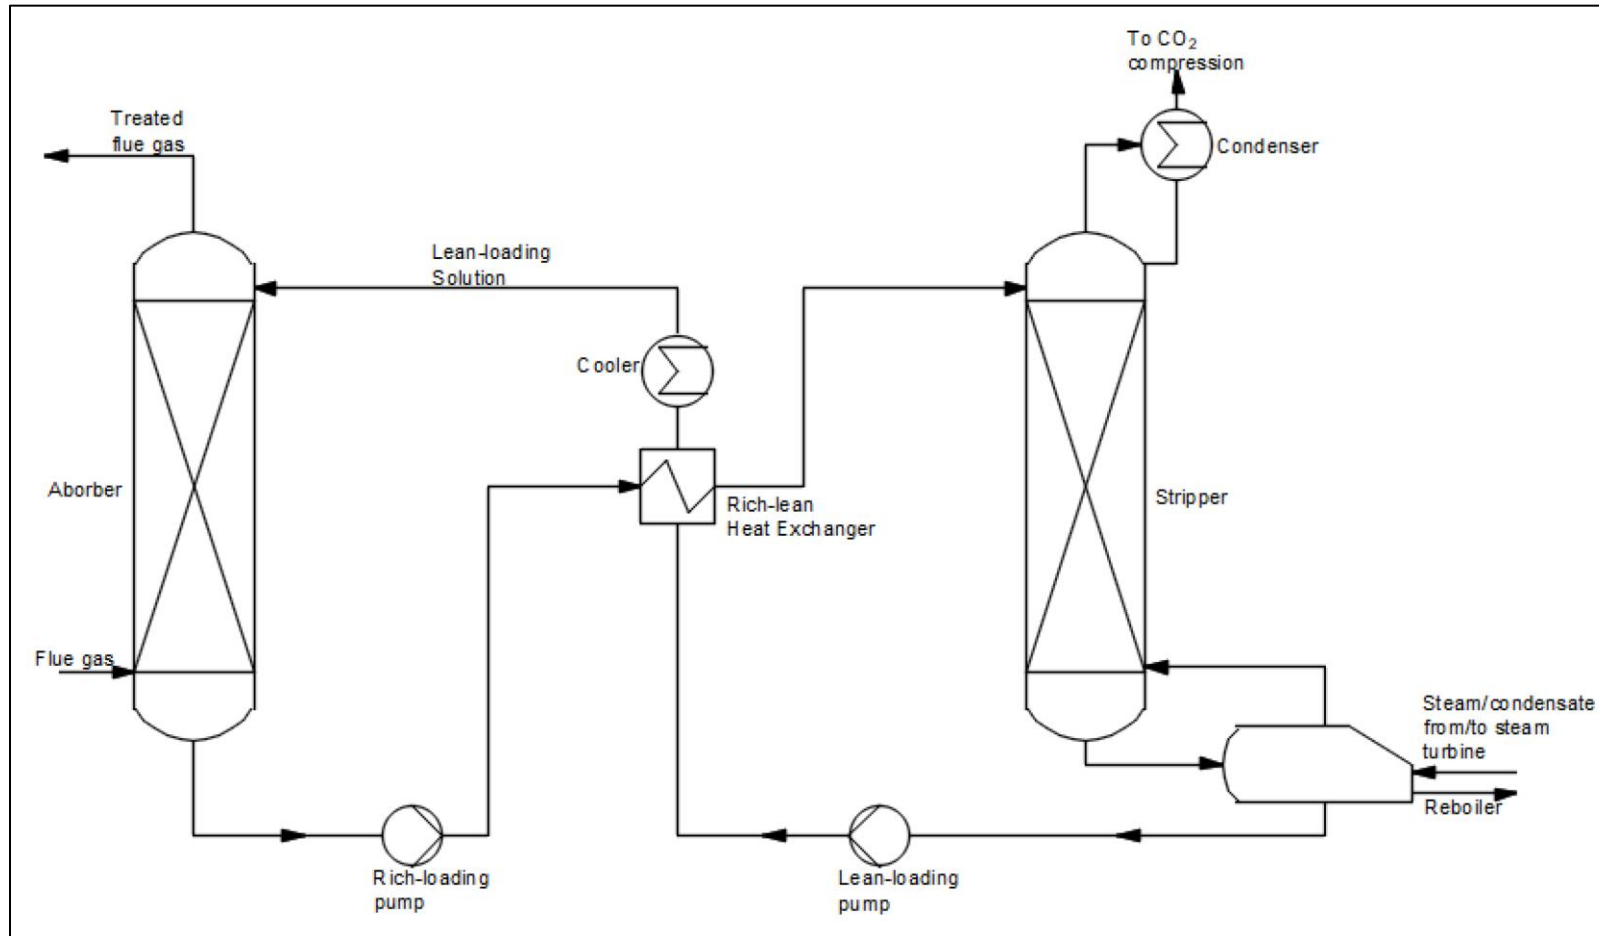 To CO₂
compression
Treated
flue gas
Condenser
Lean-loading
Solution
Cooler
Aborber
Rich-lean
Heat Exchanger
Stripper
Flue gas
Steam/condensate
from/to steam
turbine
Reboiler
Rich-loading
pump
Lean-loading
pump